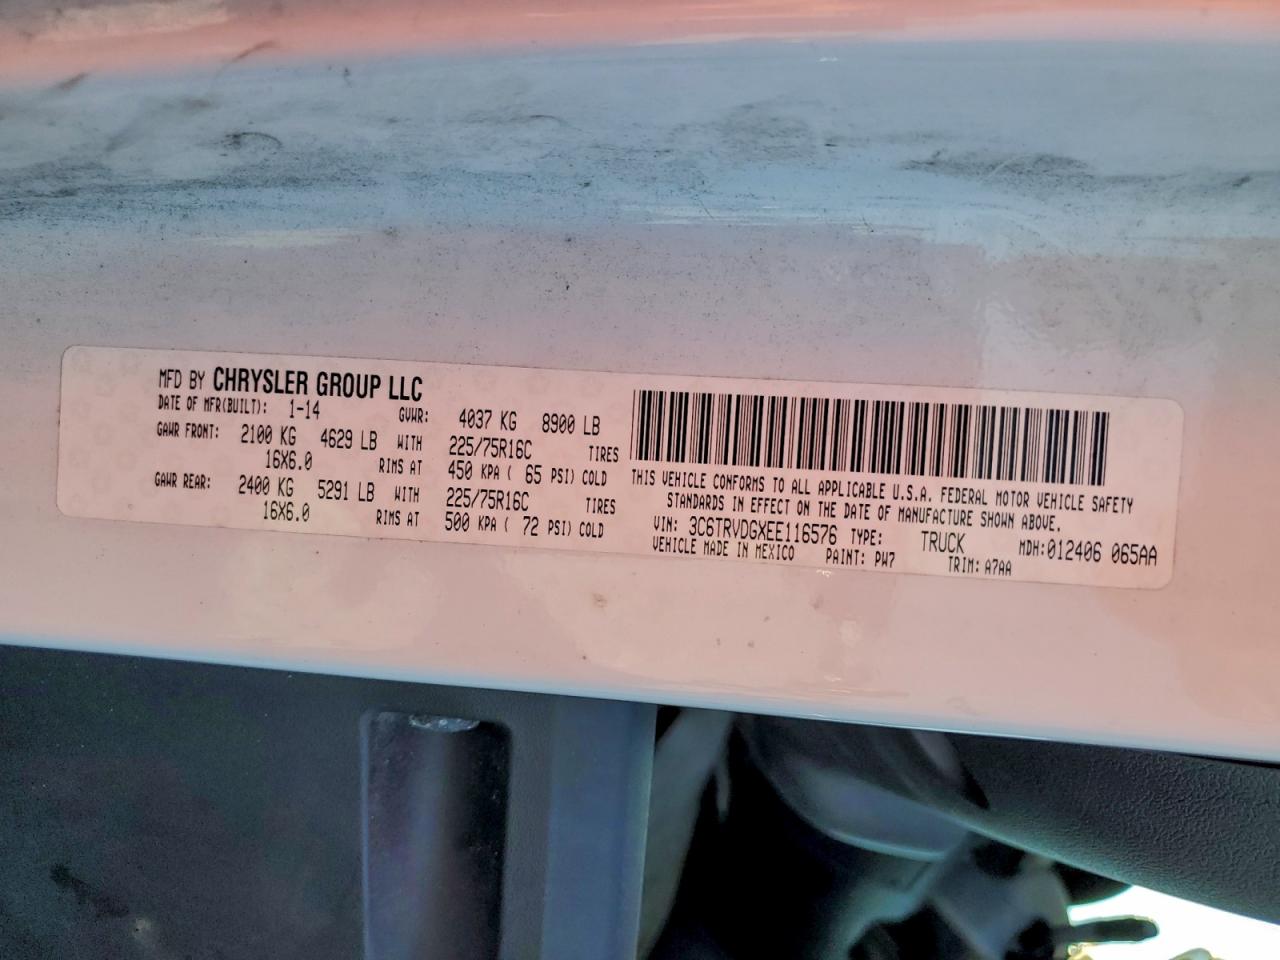 MFD BY CHRYSLER GROUP LLC
DATE OF MFR(BUILT): 1-14 GVWR: 4037 KG 8900 LB
GAWR FRONT: 2100 KG 4629 LB WITH 225/75R16C TIRES
16X6.0 RIMS AT 450 KPA ( 65 PSI) COLD
GAWR REAR: 2400 KG 5291 LB WITH 225/75R16C TIRES
16X6.0 RIMS AT 500 KPA ( 72 PSI) COLD
THIS VEHICLE CONFORMS TO ALL APPLICABLE U.S.A. FEDERAL MOTOR VEHICLE SAFETY
STANDARDS IN EFFECT ON THE DATE OF MANUFACTURE SHOWN ABOVE.
VIN: 3C6TRVDGXEE116576 TYPE: TRUCK MDH:012406 065AA
VEHICLE MADE IN MEXICO PAINT: PW7 TRIM: A7AA